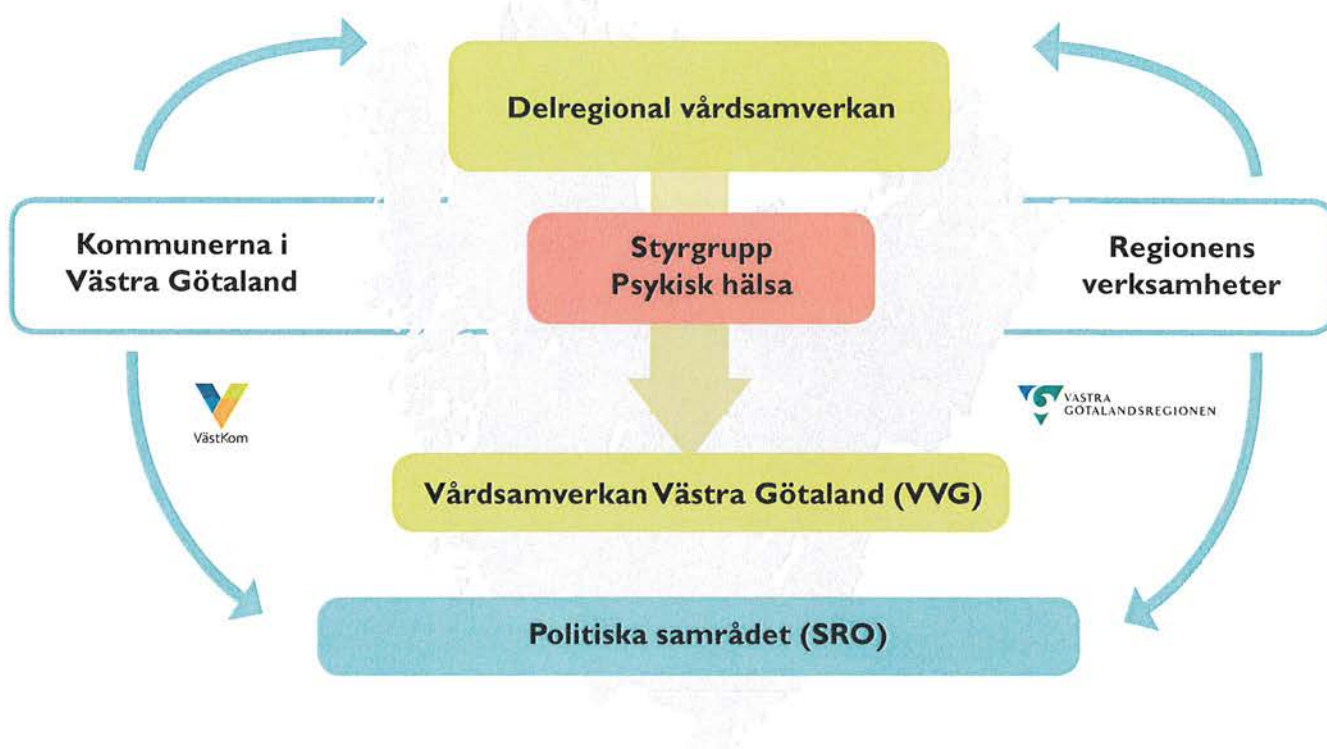 Delregional vårdsamverkan
Kommunerna i
Västra Götaland
Styrgrupp
Psykisk hälsa
Regionens
verksamheter
VästKom
VÄSTRA
GÖTALANDSREGIONEN
Vårdsamverkan Västra Götaland (VVG)
Politiska samrådet (SRO)